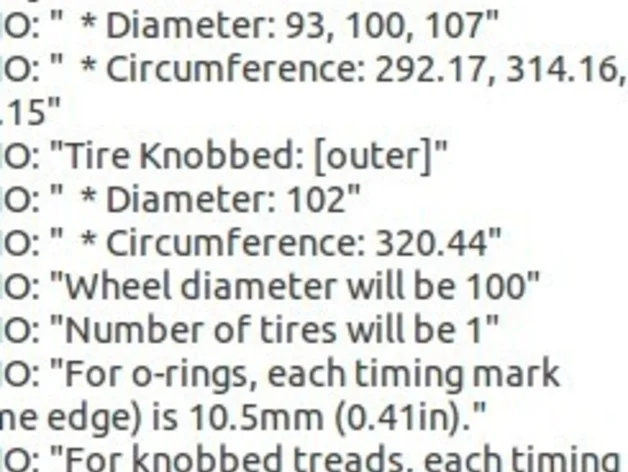 O: "  * Diameter: 93, 100, 107"
O: "  * Circumference: 292.17, 314.16,
.15"
O: "Tire Knobbed: [outer]"
O: "  * Diameter: 102"
O: "  * Circumference: 320.44"
O: "Wheel diameter will be 100"
O: "Number of tires will be 1"
O: "For o-rings, each timing mark
me edge) is 10.5mm (0.41in)."
O: "For knobbed treads, each timing